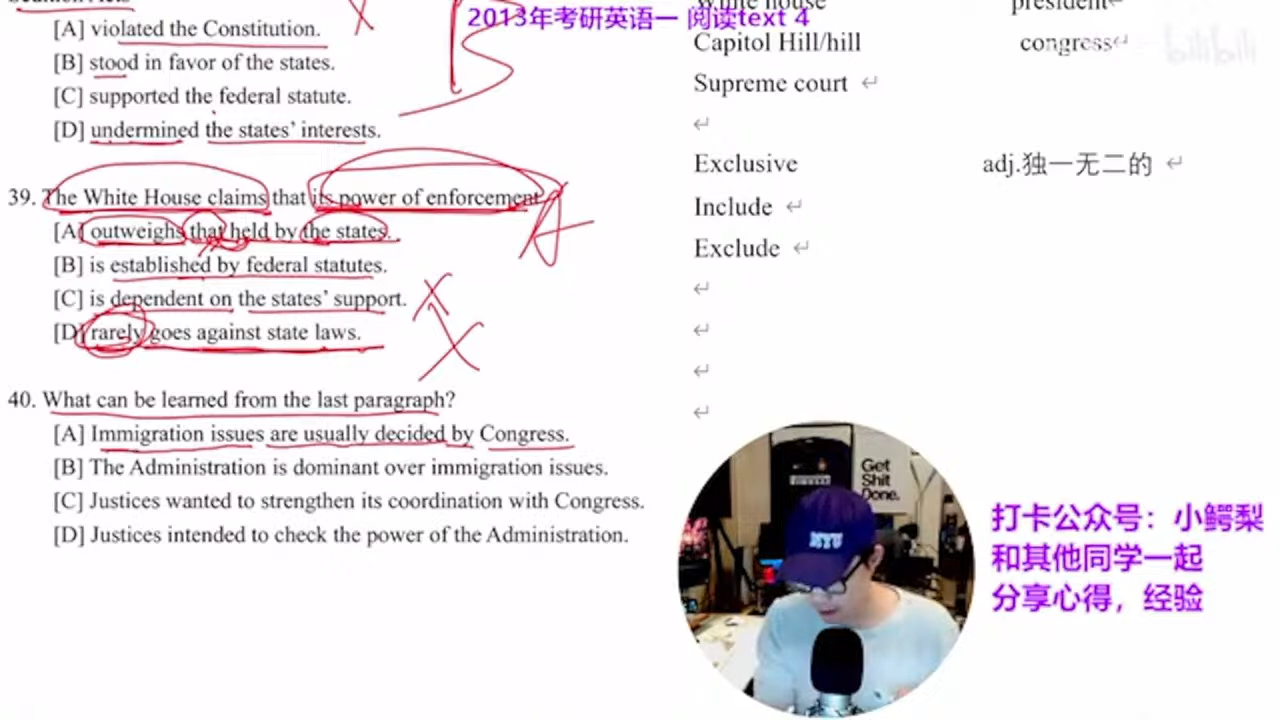 2013年考研英语一 阅读text 4
[A] violated the Constitution.
[B] stood in favor of the states.
[C] supported the federal statute.
[D] undermined the states' interests.
39. The White House claims that its power of enforcement
[A] outweighs that held by the states.
[B] is established by federal statutes.
[C] is dependent on the states' support.
[D] rarely goes against state laws.
40. What can be learned from the last paragraph?
[A] Immigration issues are usually decided by Congress.
[B] The Administration is dominant over immigration issues.
[C] Justices wanted to strengthen its coordination with Congress.
[D] Justices intended to check the power of the Administration.
White house president
Capitol Hill/hill congress
Supreme court
Exclusive adj.独一无二的
Include
Exclude
bilibili
B
A
Get
Shit
Done.
NYU
打卡公众号：小鳄梨
和其他同学一起
分享心得，经验